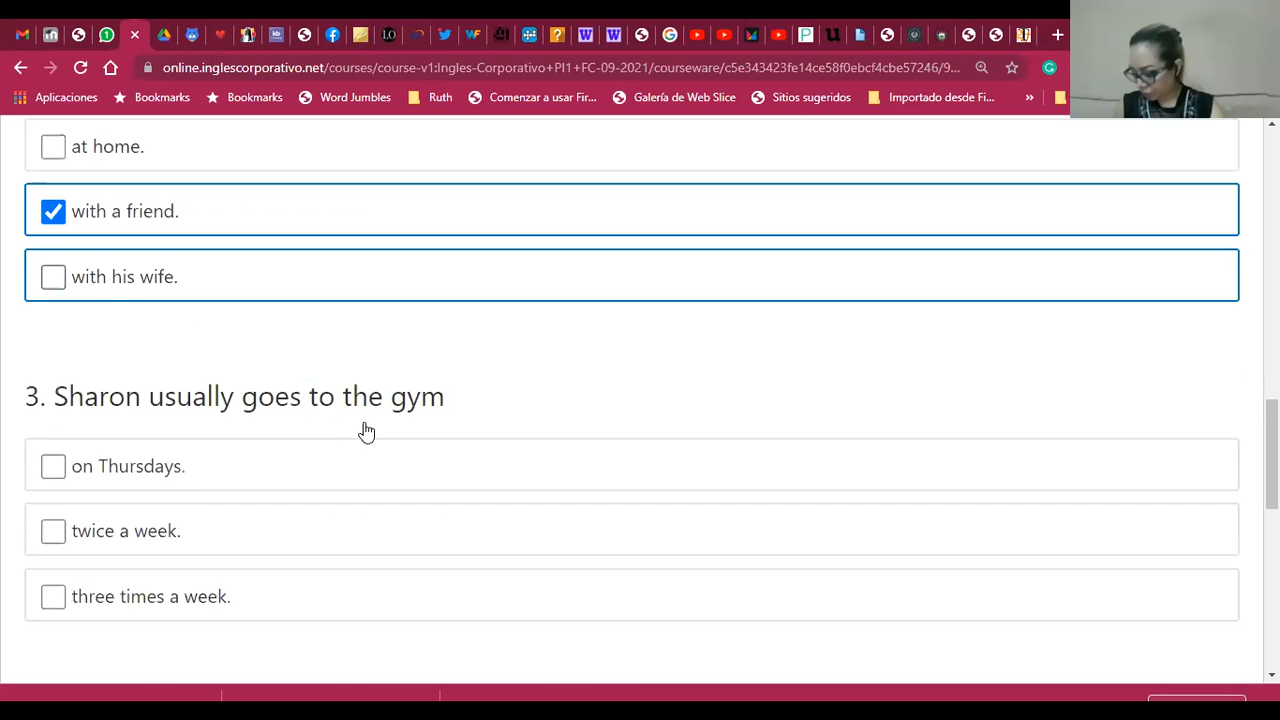 online.inglescorporativo.net/courses/course-v1:Ingles-Corporativo+PI1+FC-09-2021/courseware/c5e343423fe14ce58f0ebcf4cbe57246/9...
Aplicaciones Bookmarks Bookmarks Word Jumbles Ruth Comenzar a usar Fir... Galería de Web Slice Sitios sugeridos Importado desde Fi... »
at home.
with a friend.
with his wife.
3. Sharon usually goes to the gym
on Thursdays.
twice a week.
three times a week.